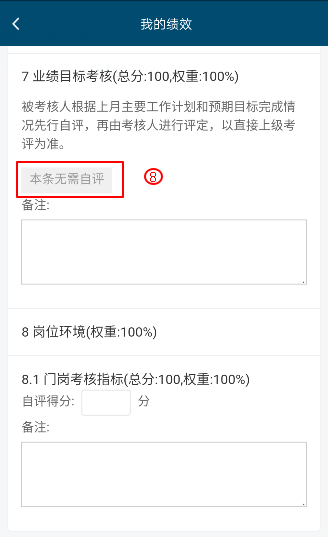 我的绩效
7 业绩目标考核(总分:100,权重:100%)
被考核人根据上月主要工作计划和预期目标完成情
况先行自评，再由考核人进行评定，以直接上级考
评为准。
本条无需自评
⑧
备注:
8 岗位环境(权重:100%)
8.1 门岗考核指标(总分:100,权重:100%)
自评得分: 分
备注: